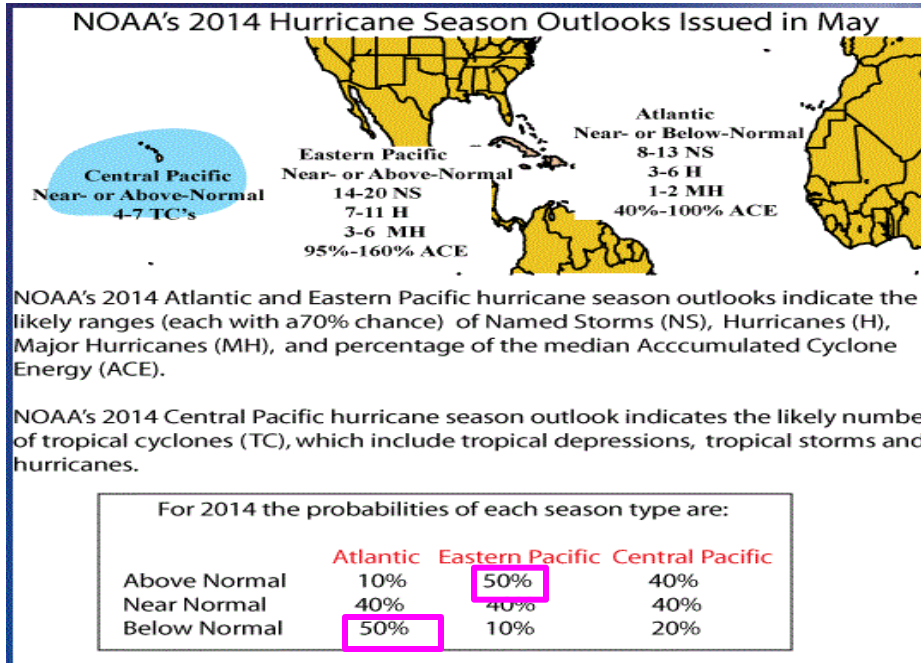 NOAA's 2014 Hurricane Season Outlooks Issued in May
Central Pacific
Near- or Above-Normal
4-7 TC's
Eastern Pacific
Near- or Above-Normal
14-20 NS
7-11 H
3-6 MH
95%-160% ACE
Atlantic
Near- or Below-Normal
8-13 NS
3-6 H
1-2 MH
40%-100% ACE
NOAA's 2014 Atlantic and Eastern Pacific hurricane season outlooks indicate the
likely ranges (each with a70% chance) of Named Storms (NS), Hurricanes (H),
Major Hurricanes (MH), and percentage of the median Acccumulated Cyclone
Energy (ACE).
NOAA's 2014 Central Pacific hurricane season outlook indicates the likely numbe
of tropical cyclones (TC), which include tropical depressions, tropical storms and
hurricanes.
For 2014 the probabilities of each season type are:
Atlantic Eastern Pacific Central Pacific
Above Normal 10% 50% 40%
Near Normal 40% 40% 40%
Below Normal 50% 10% 20%